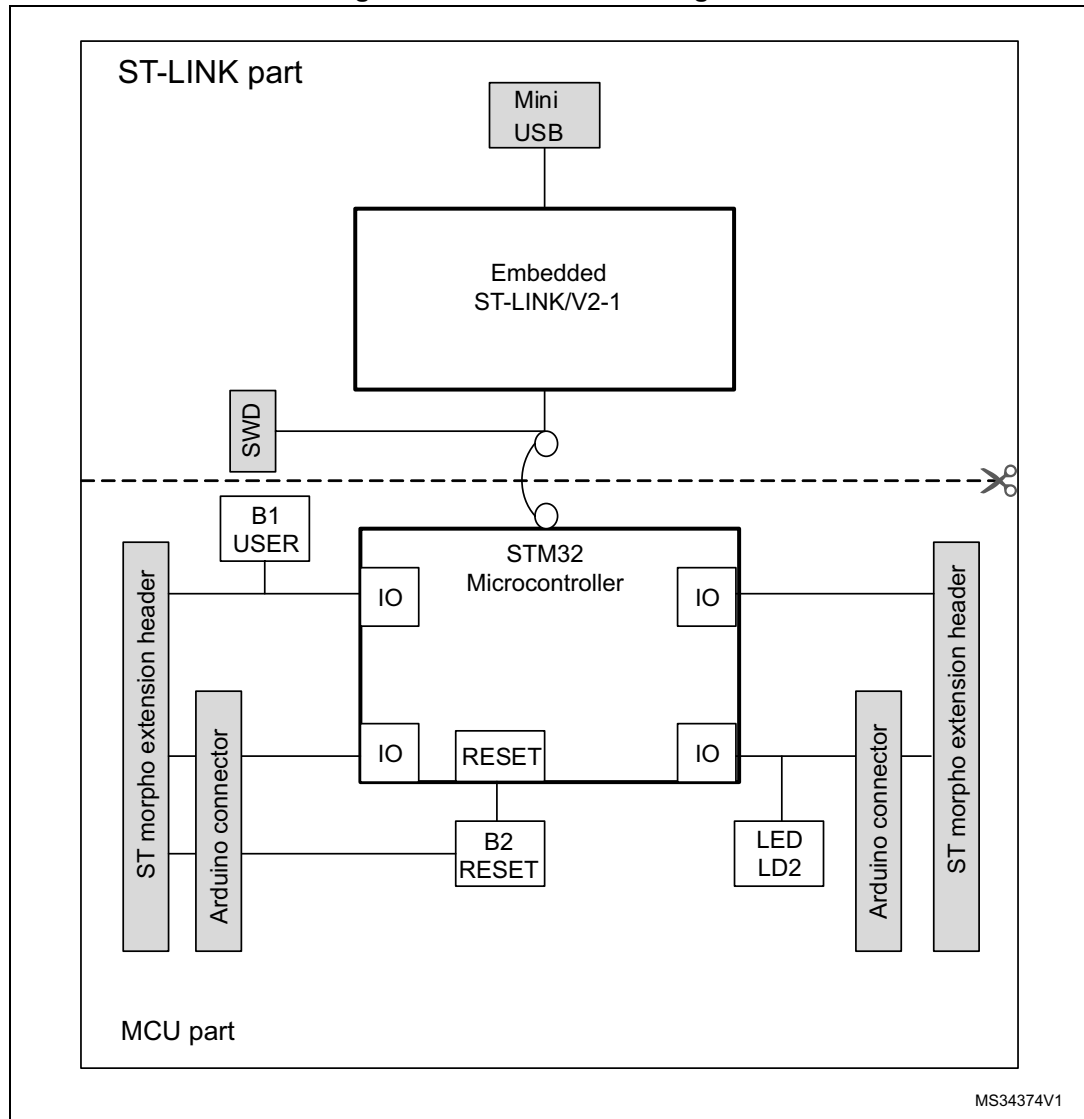 ST-LINK part
Mini
USB
Embedded
ST-LINK/V2-1
SWD
B1
USER
STM32
Microcontroller
IO
IO
ST morpho extension header
ST morpho extension header
Arduino connector
Arduino connector
IO
RESET
IO
B2
RESET
LED
LD2
MCU part
MS34374V1